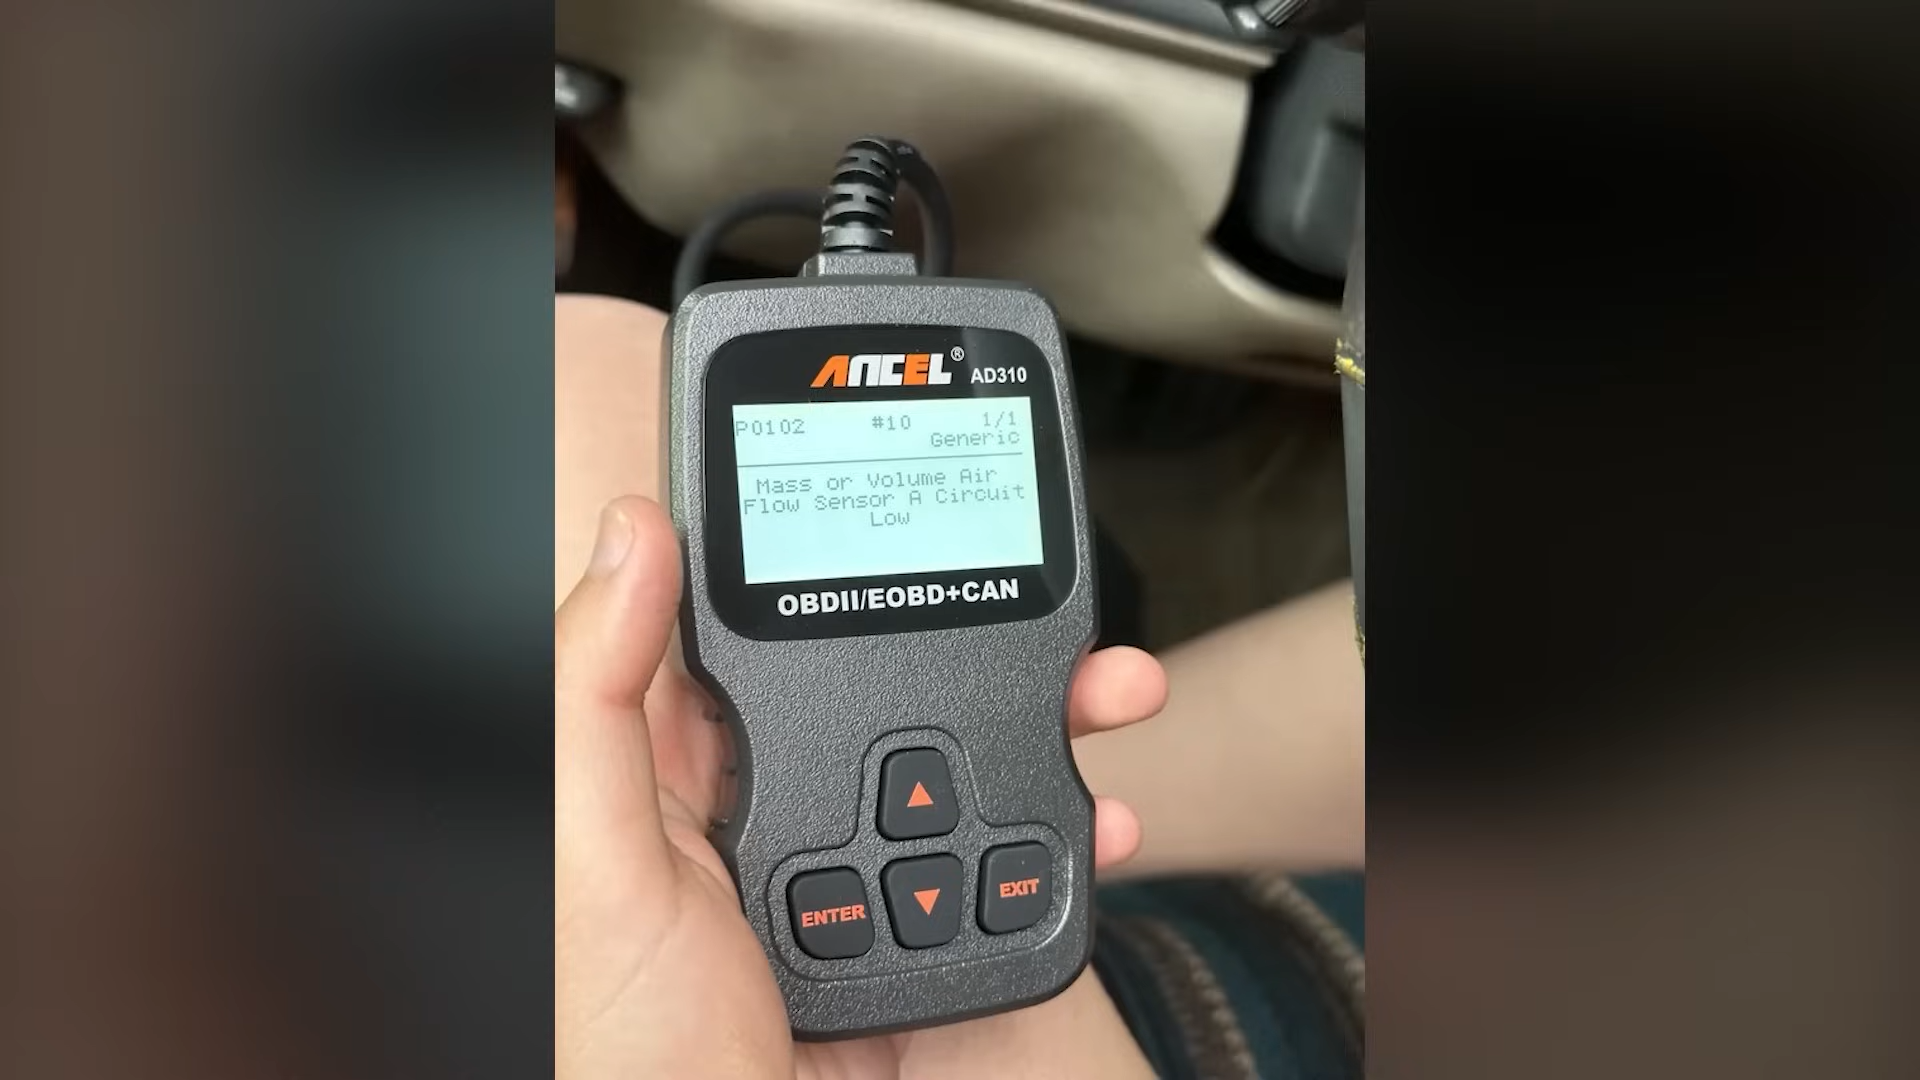 ANCEL® AD310
P0102 #10 1/1
Generic
Mass or Volume Air
Flow Sensor A Circuit
Low
OBDII/EOBD+CAN
ENTER
EXIT